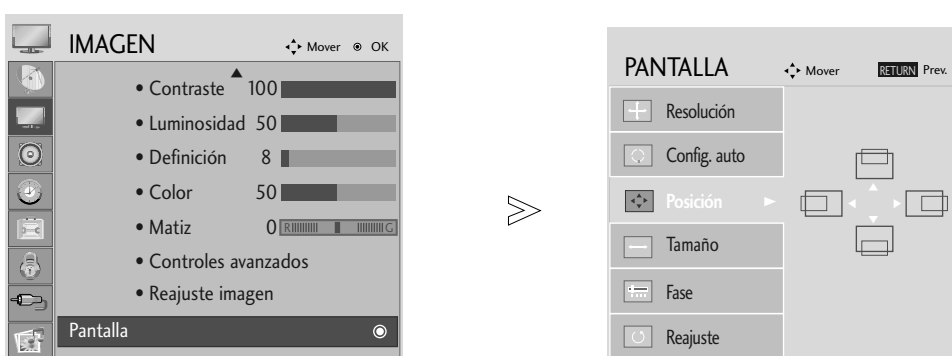 IMAGEN
Mover OK
• Contraste 100
• Luminosidad 50
• Definición 8
• Color 50
• Matiz 0 R G
• Controles avanzados
• Reajuste imagen
Pantalla
PANTALLA
Mover RETURN Prev.
Resolución
Config. auto
Posición
Tamaño
Fase
Reajuste